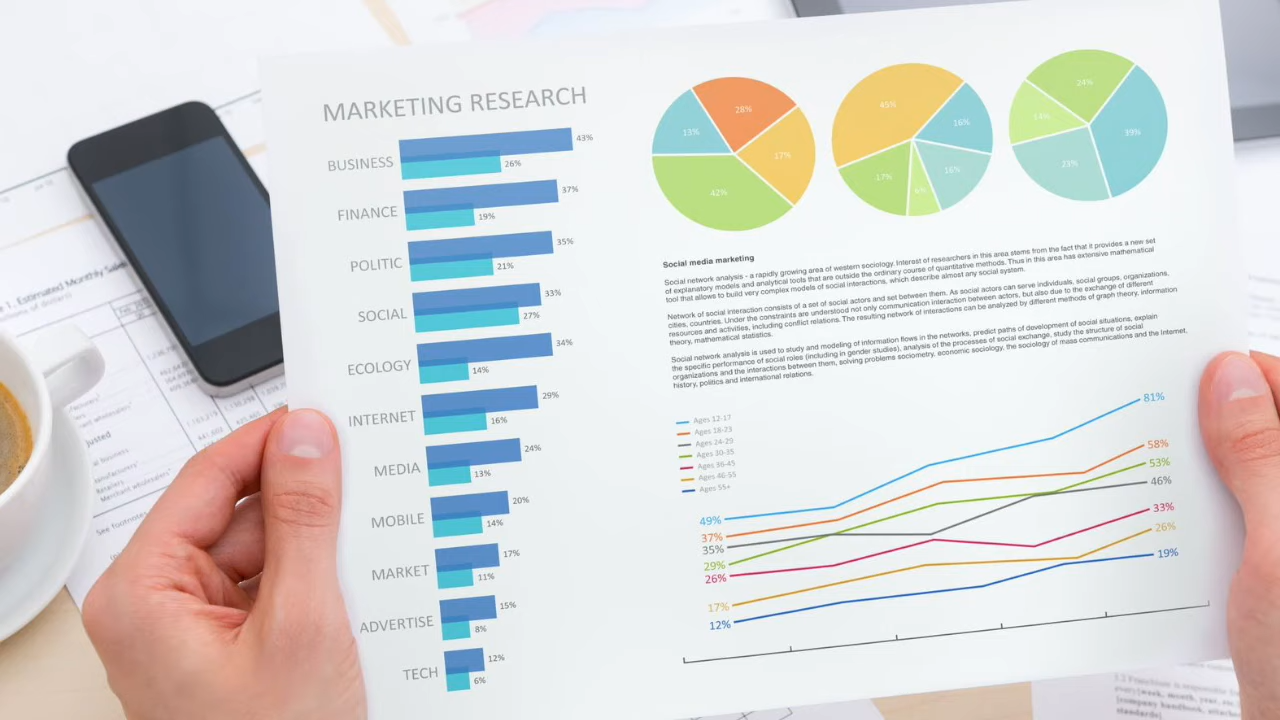 MARKETING RESEARCH
BUSINESS
43%
26%
FINANCE
37%
19%
POLITIC
35%
21%
SOCIAL
33%
27%
ECOLOGY
34%
14%
INTERNET
29%
16%
MEDIA
24%
13%
MOBILE
20%
14%
MARKET
17%
11%
ADVERTISE
15%
8%
TECH
12%
6%
28%
13%
17%
42%
45%
16%
16%
17%
6%
24%
14%
39%
23%
Social media marketing
Social network analysis - a rapidly growing area of western sociology. Interest of researchers in this area stems from the fact that it provides a new set
of explanatory models and analytical tools that are outside the ordinary course of quantitative methods. Thus in this area has extensive mathematical
tool that allows to build very complex models of social interactions, which describe almost any social system.
Network of social interaction consists of a set of social actors and set between them. As social actors can serve individuals, social groups, organizations,
cities, countries. Under the constraints are understood not only communication interaction between actors, but also due to the exchange of different
resources and activities, including conflict relations. The resulting network of interactions can be analyzed by different methods of graph theory, information
theory, mathematical statistics.
Social network analysis is used to study and modeling of information flows in the networks, predict paths of development of social situations, explain
the specific performance of social roles (including in gender studies), analysis of the processes of social exchange, study the structure of social
organizations and the interactions between them, solving problems sociometry, economic sociology, the sociology of mass communications and the Internet,
history, politics and international relations.
Ages 12-17
Ages 18-23
Ages 24-29
Ages 30-35
Ages 36-45
Ages 46-55
Ages 55+
81%
58%
53%
46%
33%
26%
19%
49%
37%
35%
29%
26%
17%
12%
1. Estimated Monthly Sale
See footnotes
[company handbook,
standards]